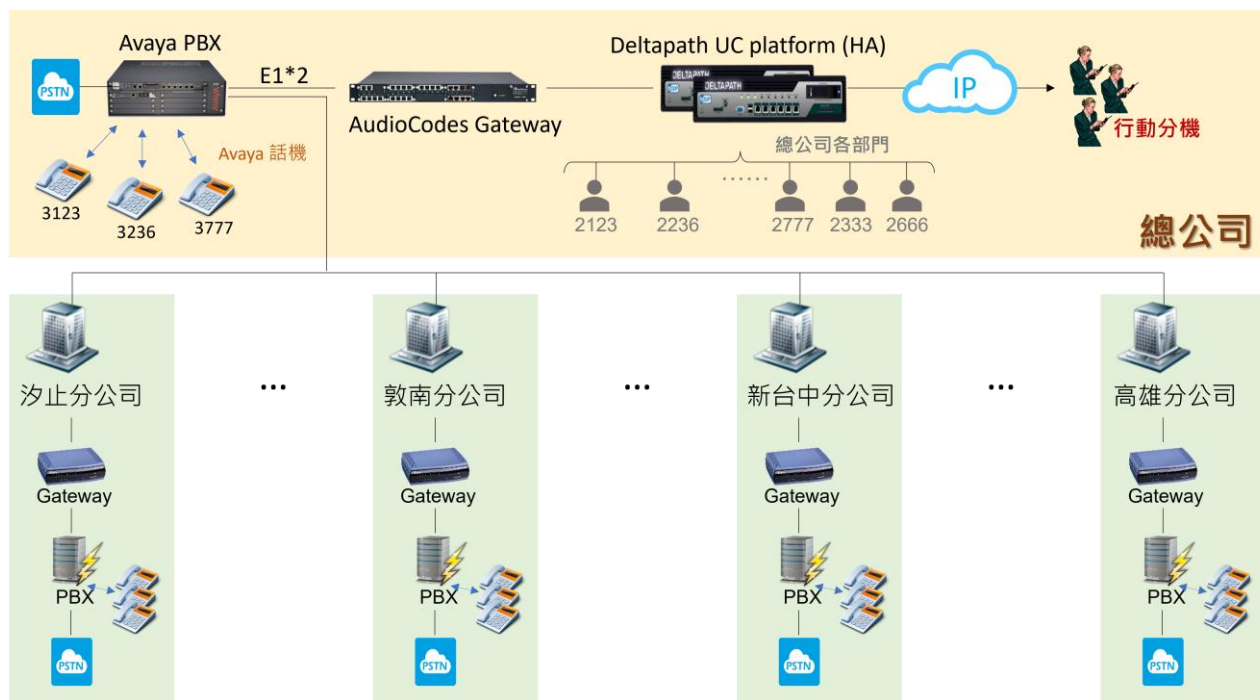 Avaya PBX
Deltapath UC platform (HA)
PSTN
E1*2
DELTAPATH
DELTAPATH
IP
AudioCodes Gateway
行動分機
Avaya 話機
總公司各部門
3123
3236
3777
......
2123
2236
2777
2333
2666
總公司
汐止分公司
...
敦南分公司
...
新台中分公司
...
高雄分公司
Gateway
Gateway
Gateway
Gateway
PBX
PBX
PBX
PBX
PSTN
PSTN
PSTN
PSTN